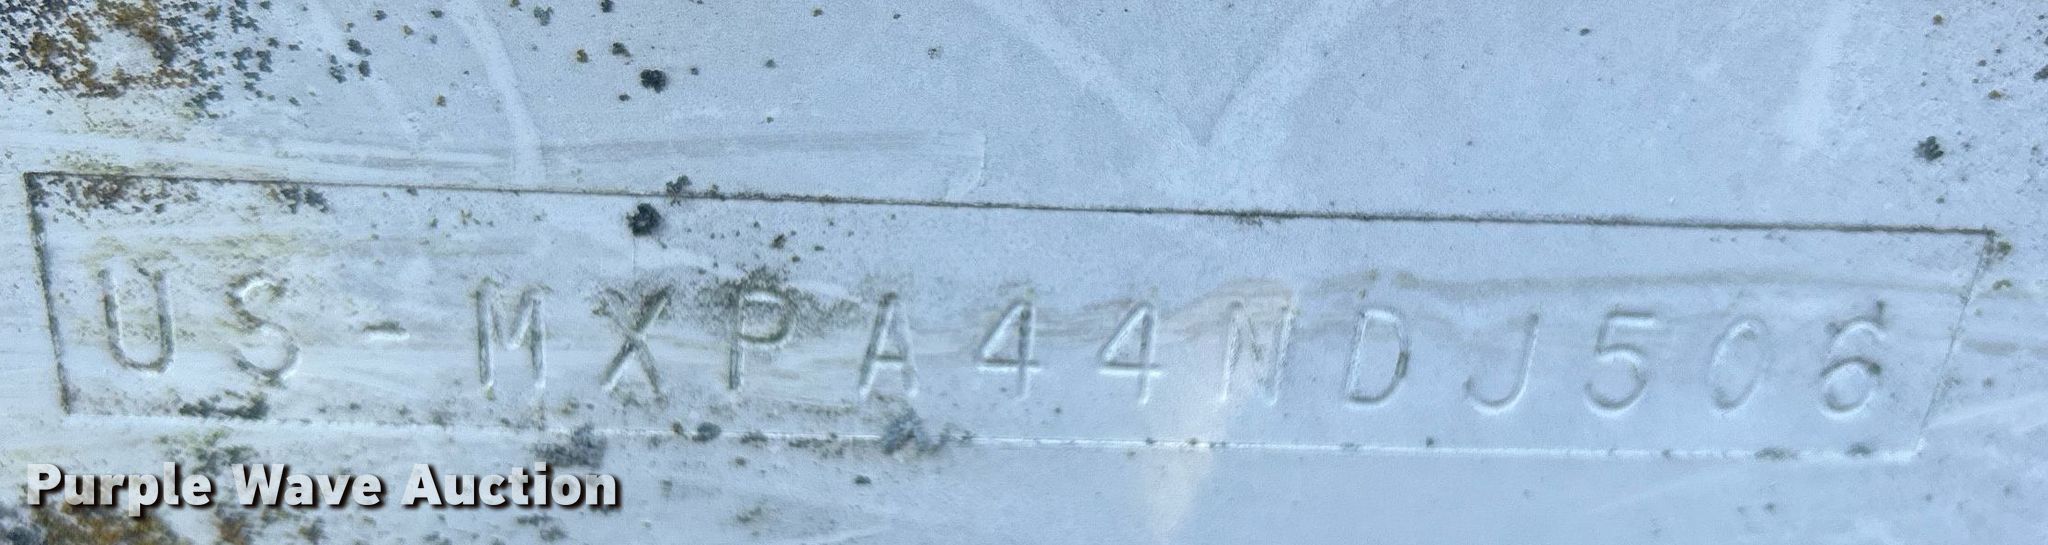 US-MXPA44NDJ506
Purple Wave Auction